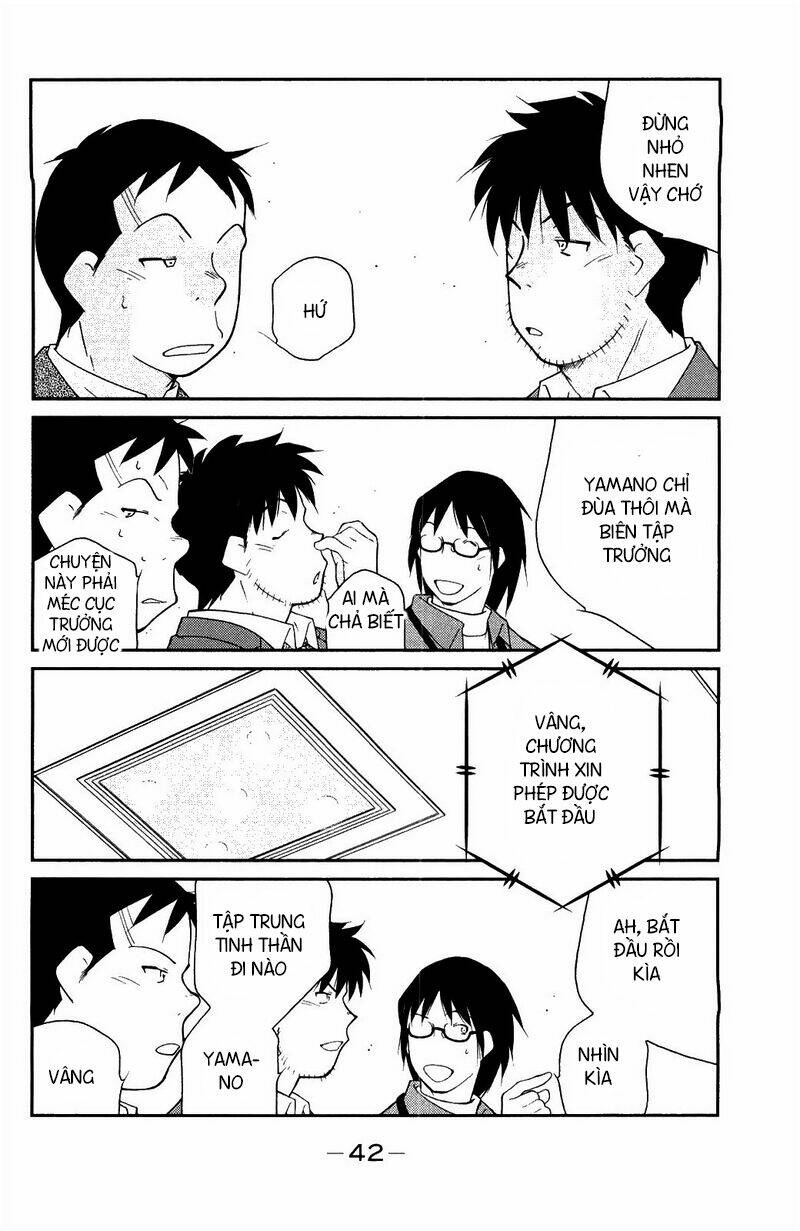 ĐỪNG
NHỎ
NHEN
VẬY CHỚ
HỨ
YAMANO CHỈ
ĐÙA THÔI MÀ
BIÊN TẬP
TRƯỞNG
AI MÀ
CHẢ BIẾT
CHUYỆN
NÀY PHẢI
MÉC CỤC
TRƯỞNG
MỚI ĐƯỢC
VÂNG,
CHƯƠNG
TRÌNH XIN
PHÉP ĐƯỢC
BẮT ĐẦU
AH, BẮT
ĐẦU RỒI
KÌA
NHÌN
KÌA
TẬP TRUNG
TINH THẦN
ĐI NÀO
YAMA-
NO
VÂNG
-42-